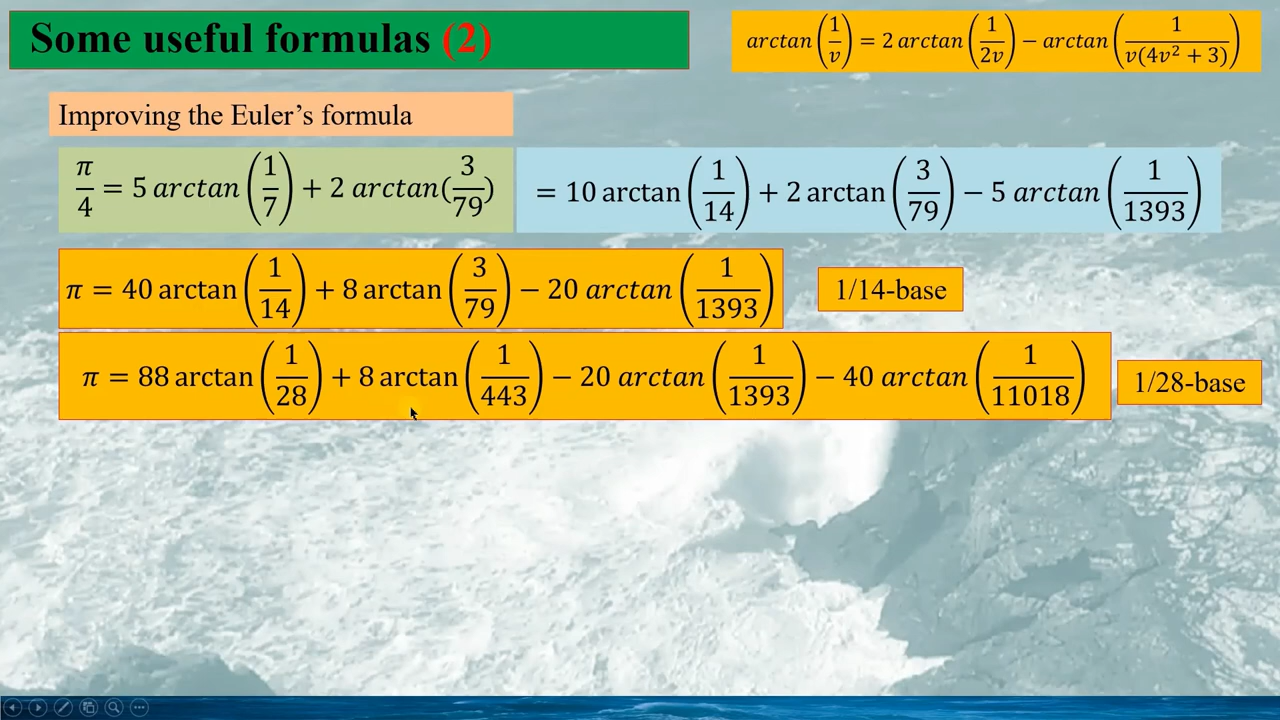 Some useful formulas (2)
arctan(1/v) = 2 arctan(1/2v) − arctan(1/v(4v² + 3))
Improving the Euler’s formula
π/4 = 5 arctan(1/7) + 2 arctan(3/79)
= 10 arctan(1/14) + 2 arctan(3/79) − 5 arctan(1/1393)
π = 40 arctan(1/14) + 8 arctan(3/79) − 20 arctan(1/1393)
1/14-base
π = 88 arctan(1/28) + 8 arctan(1/443) − 20 arctan(1/1393) − 40 arctan(1/11018)
1/28-base